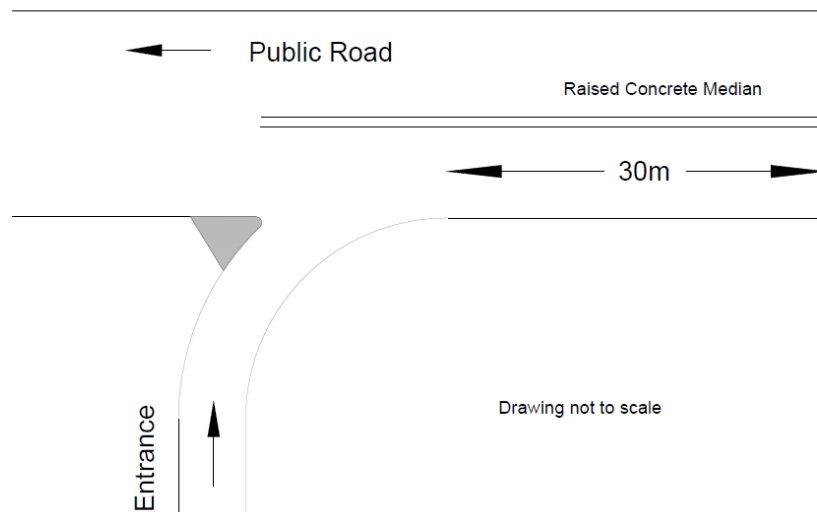 Public Road
Raised Concrete Median
30m
Drawing not to scale
Entrance